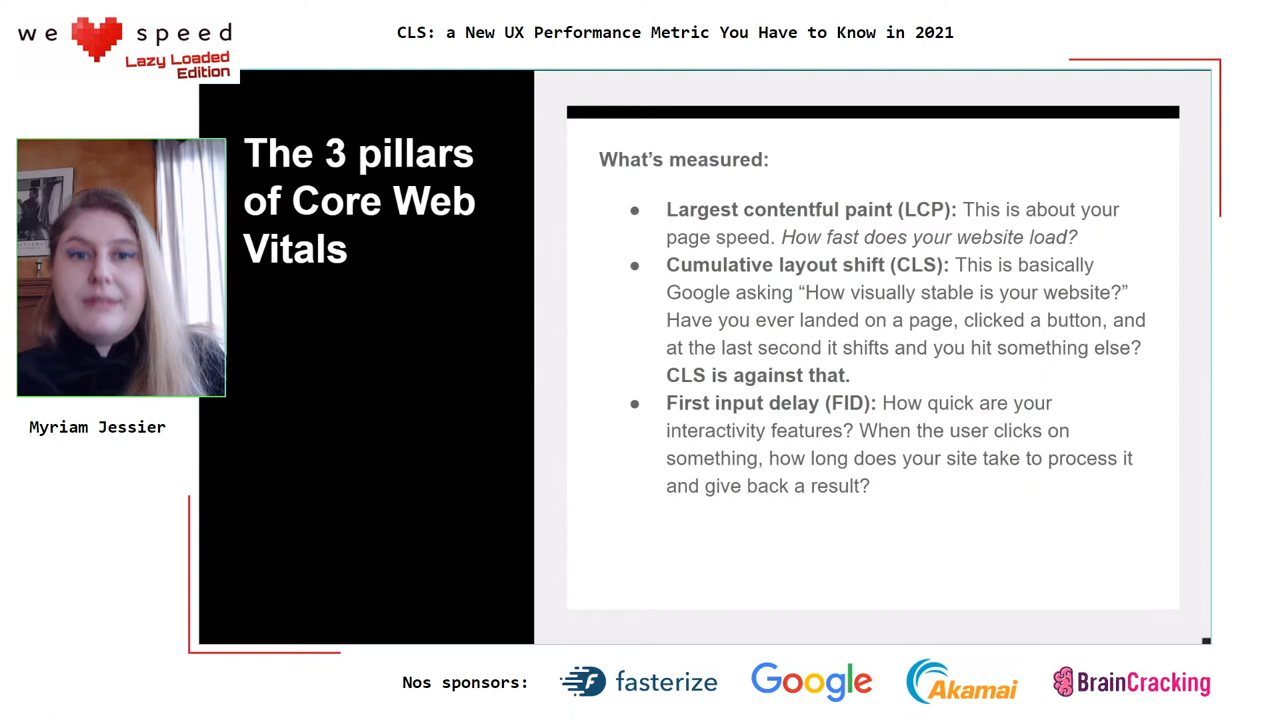 we speed
Lazy Loaded
Edition
CLS: a New UX Performance Metric You Have to Know in 2021
The 3 pillars
of Core Web
Vitals
What's measured:
● Largest contentful paint (LCP): This is about your
page speed. How fast does your website load?
● Cumulative layout shift (CLS): This is basically
Google asking “How visually stable is your website?”
Have you ever landed on a page, clicked a button, and
at the last second it shifts and you hit something else?
CLS is against that.
● First input delay (FID): How quick are your
interactivity features? When the user clicks on
something, how long does your site take to process it
and give back a result?
Myriam Jessier
Nos sponsors:
fasterize
Google
Akamai
BrainCracking